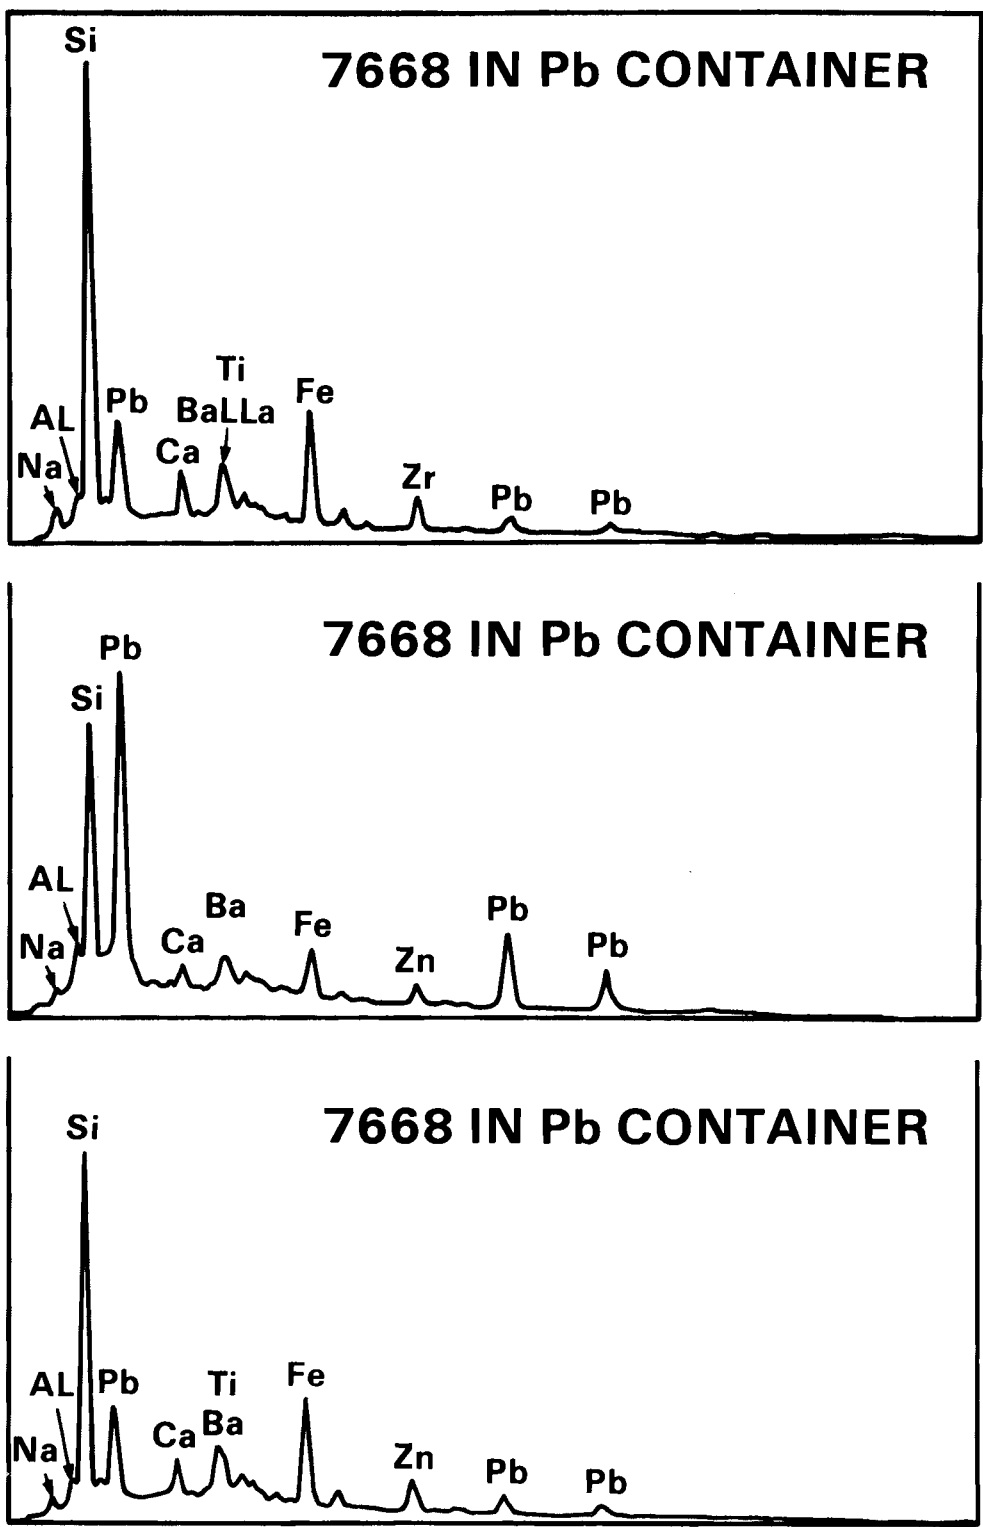 Si
7668 IN Pb CONTAINER
Ti
Fe
Pb
BaLLa
AL
Ca
Na
Zr
Pb
Pb
7668 IN Pb CONTAINER
Pb
Si
AL
Ba
Pb
Fe
Na
Ca
Pb
Zn
7668 IN Pb CONTAINER
Si
Fe
AL
Pb
Ti
Ba
Ca
Na
Zn
Pb
Pb